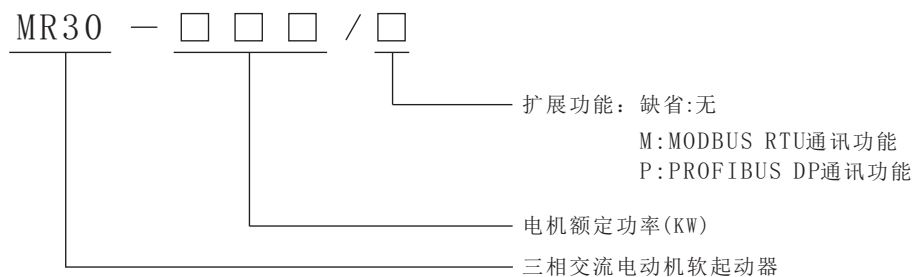 MR30 － □ □ □ / □
扩展功能：缺省:无
M:MODBUS RTU通讯功能
P:PROFIBUS DP通讯功能
电机额定功率(KW)
三相交流电动机软起动器